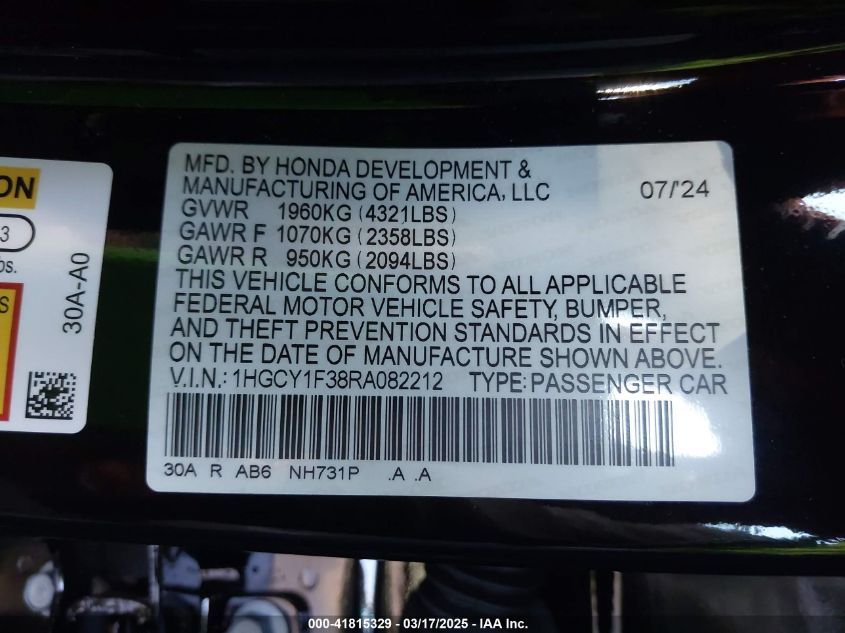 MFD. BY HONDA DEVELOPMENT &
MANUFACTURING OF AMERICA, LLC 07/'24
GVWR 1960KG (4321LBS)
GAWR F 1070KG (2358LBS)
GAWR R 950KG (2094LBS)
THIS VEHICLE CONFORMS TO ALL APPLICABLE
FEDERAL MOTOR VEHICLE SAFETY, BUMPER,
AND THEFT PREVENTION STANDARDS IN EFFECT
ON THE DATE OF MANUFACTURE SHOWN ABOVE.
V.I.N.: 1HGCY1F38RA082212 TYPE: PASSENGER CAR
30A R AB6 NH731P .A .A
ON
3
bs.
S
30A-A0
000-41815329 - 03/17/2025 - IAA Inc.